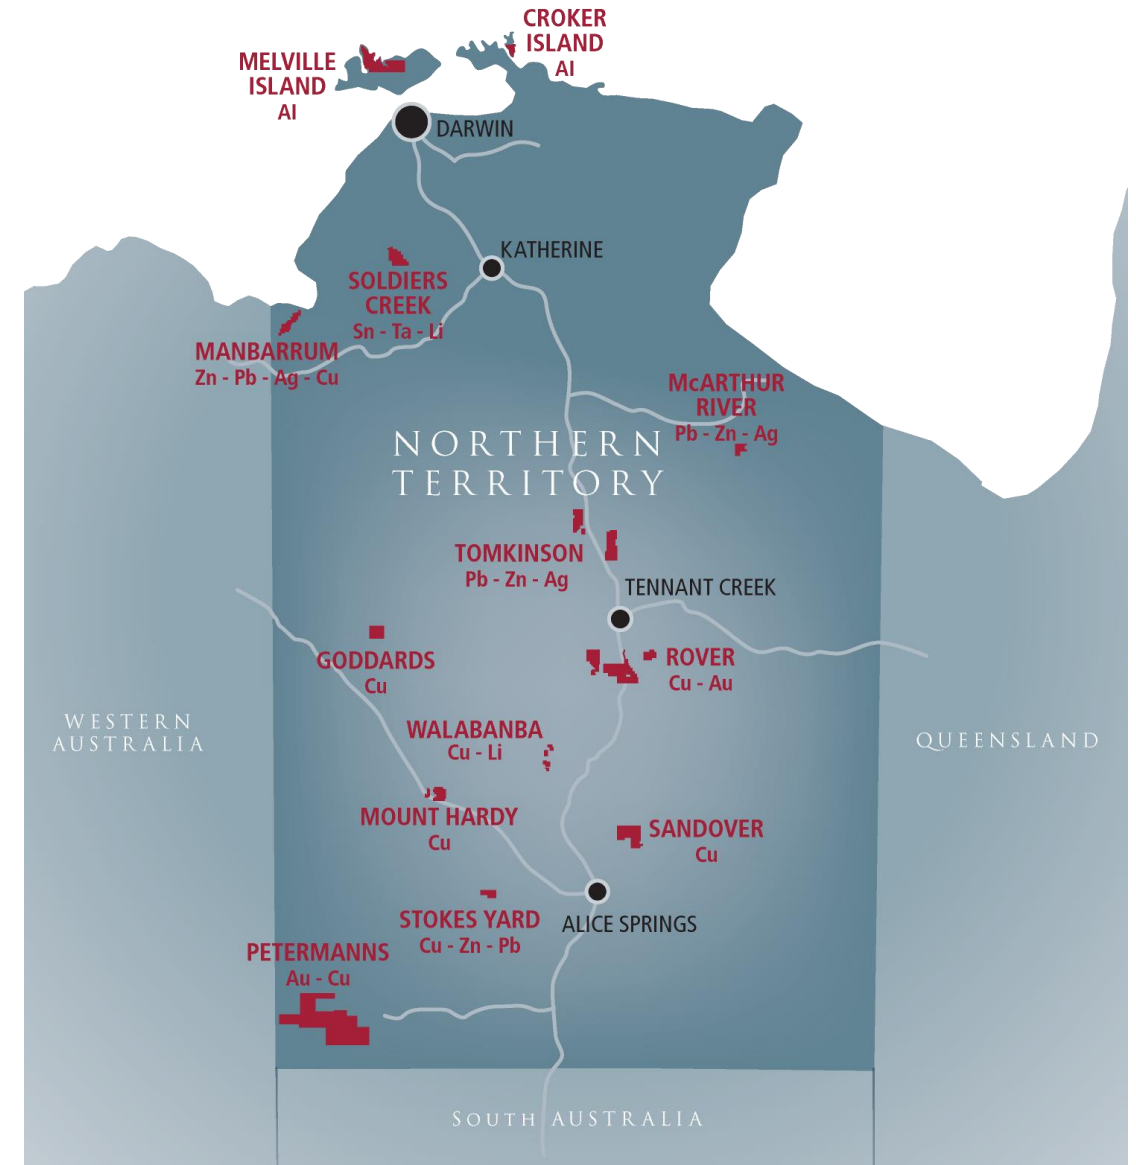 CROKER
ISLAND
Al
MELVILLE
ISLAND
Al
DARWIN
KATHERINE
SOLDIERS
CREEK
Sn - Ta - Li
MANBARRUM
Zn - Pb - Ag - Cu
McARTHUR
RIVER
Pb - Zn - Ag
NORTHERN
TERRITORY
TOMKINSON
Pb - Zn - Ag
TENNANT CREEK
GODDARDS
Cu
ROVER
Cu - Au
WESTERN
AUSTRALIA
WALABANBA
Cu - Li
QUEENSLAND
MOUNT HARDY
Cu
SANDOVER
Cu
STOKES YARD
Cu - Zn - Pb
ALICE SPRINGS
PETERMANNS
Au - Cu
SOUTH AUSTRALIA